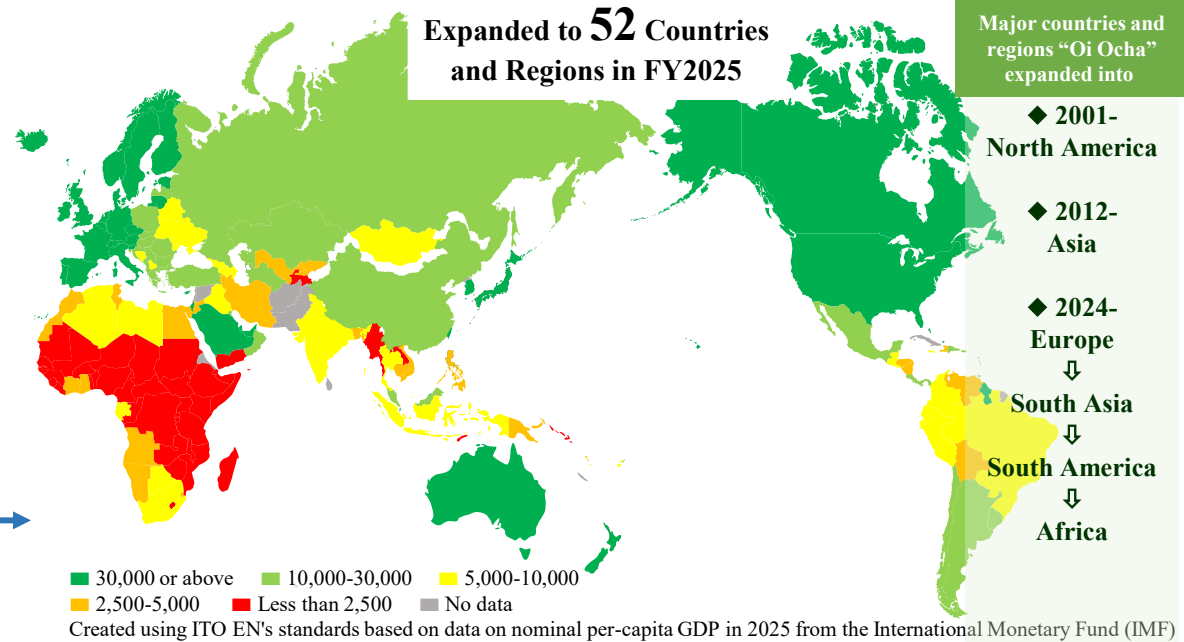 Expanded to 52 Countries
and Regions in FY2025
Major countries and
regions “Oi Ocha”
expanded into
◆ 2001-
North America
◆ 2012-
Asia
◆ 2024-
Europe
⇩
South Asia
⇩
South America
⇩
Africa
30,000 or above
10,000-30,000
5,000-10,000
2,500-5,000
Less than 2,500
No data
Created using ITO EN's standards based on data on nominal per-capita GDP in 2025 from the International Monetary Fund (IMF)